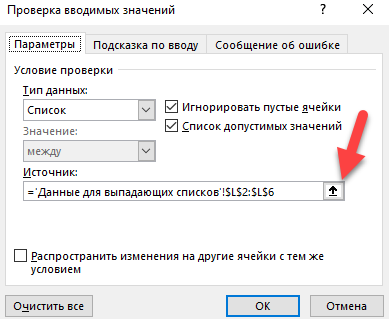 Проверка вводимых значений
Параметры Подсказка по вводу Сообщение об ошибке
Условие проверки
Тип данных:
Список Игнорировать пустые ячейки
Значение: Список допустимых значений
между
Источник:
='Данные для выпадающих списков'!$L$2:$L$6
Распространить изменения на другие ячейки с тем же
условием
Очистить все ОК Отмена